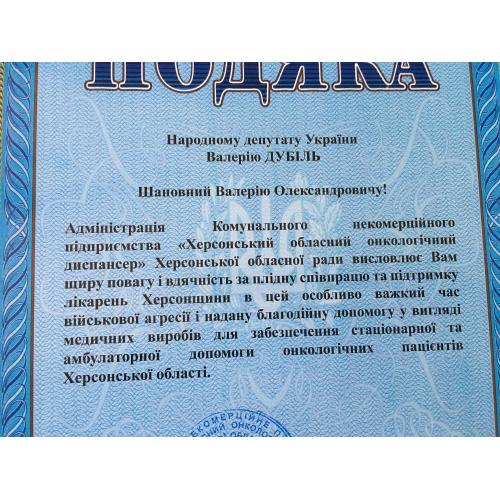 ПОДЯКА
Народному депутату України
Валерію ДУБІЛЬ
Шановний Валерію Олександровичу!
Адміністрація Комунального некомерційного
підприємства «Херсонський обласний онкологічний
диспансер» Херсонської обласної ради висловлює Вам
щиру повагу і вдячність за плідну співпрацю та підтримку
лікарень Херсонщини в цей особливо важкий час
військової агресії і надану благодійну допомогу у вигляді
медичних виробів для забезпечення стаціонарної та
амбулаторної допомоги онкологічних пацієнтів
Херсонської області.